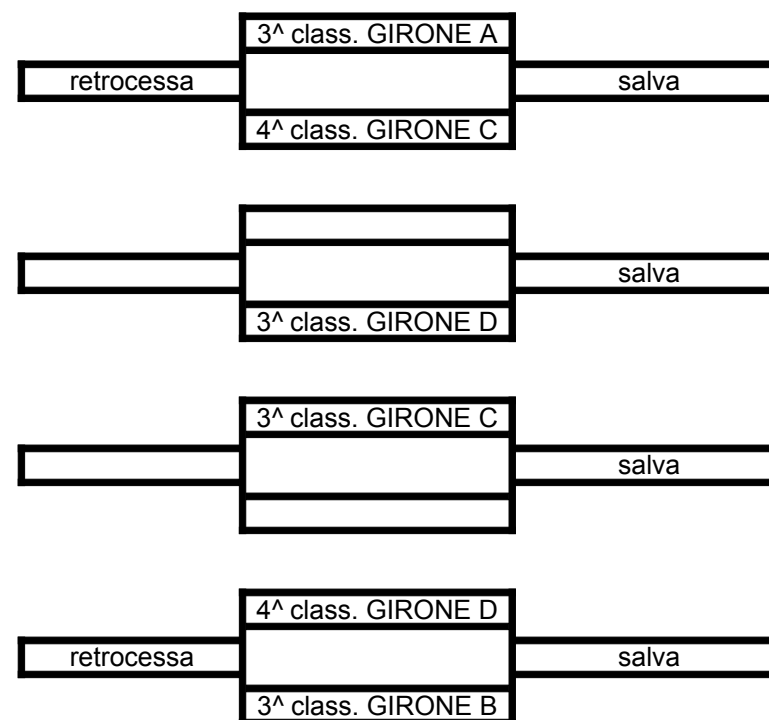 3^ class. GIRONE A
retrocessa
salva
4^ class. GIRONE C
salva
3^ class. GIRONE D
3^ class. GIRONE C
salva
4^ class. GIRONE D
retrocessa
salva
3^ class. GIRONE B